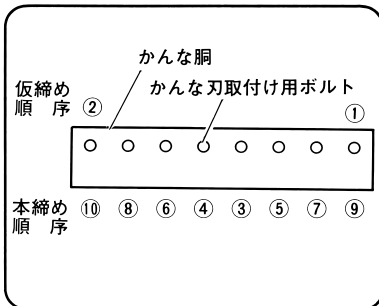 かんな胴
かんな刃取付け用ボルト
仮締め
順 序
② ①
本締め
順 序
⑩ ⑧ ⑥ ④ ③ ⑤ ⑦ ⑨